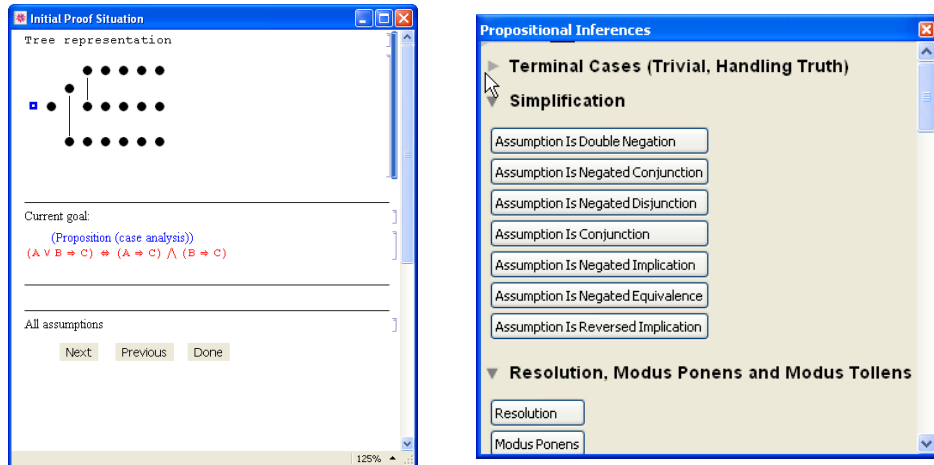 Initial Proof Situation
Tree representation
Current goal:
(Proposition (case analysis))
(A ∨ B ⇒ C) ⇔ (A ⇒ C) ⋀ (B ⇒ C)
All assumptions
Next Previous Done
125%
Propositional Inferences
Terminal Cases (Trivial, Handling Truth)
Simplification
Assumption Is Double Negation
Assumption Is Negated Conjunction
Assumption Is Negated Disjunction
Assumption Is Conjunction
Assumption Is Negated Implication
Assumption Is Negated Equivalence
Assumption Is Reversed Implication
Resolution, Modus Ponens and Modus Tollens
Resolution
Modus Ponens